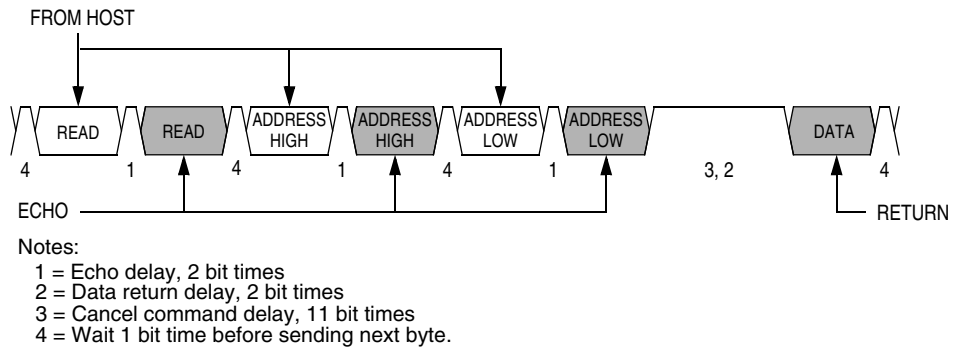 FROM HOST
READ READ ADDRESS HIGH ADDRESS HIGH ADDRESS LOW ADDRESS LOW DATA
4 1 4 1 4 1 3, 2 4
ECHO RETURN
Notes:
1 = Echo delay, 2 bit times
2 = Data return delay, 2 bit times
3 = Cancel command delay, 11 bit times
4 = Wait 1 bit time before sending next byte.